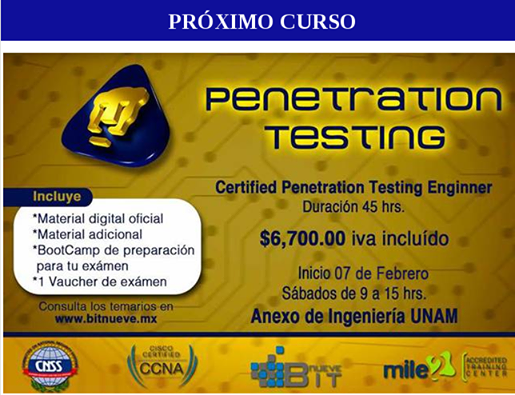 PRÓXIMO CURSO
PENETRATION
TESTING
Certified Penetration Testing Enginner
Duración 45 hrs.
$6,700.00 iva incluído
Inicio 07 de Febrero
Sábados de 9 a 15 hrs.
Anexo de Ingeniería UNAM
Incluye
*Material digital oficial
*Material adicional
*BootCamp de preparación
para tu exámen
*1 Vaucher de exámen
Consulta los temarios en
www.bitnueve.mx
CNSS
CISCO
CERTIFIED
CCNA
NUEVE
BIT
mile2
ACCREDITED
TRAINING
CENTER